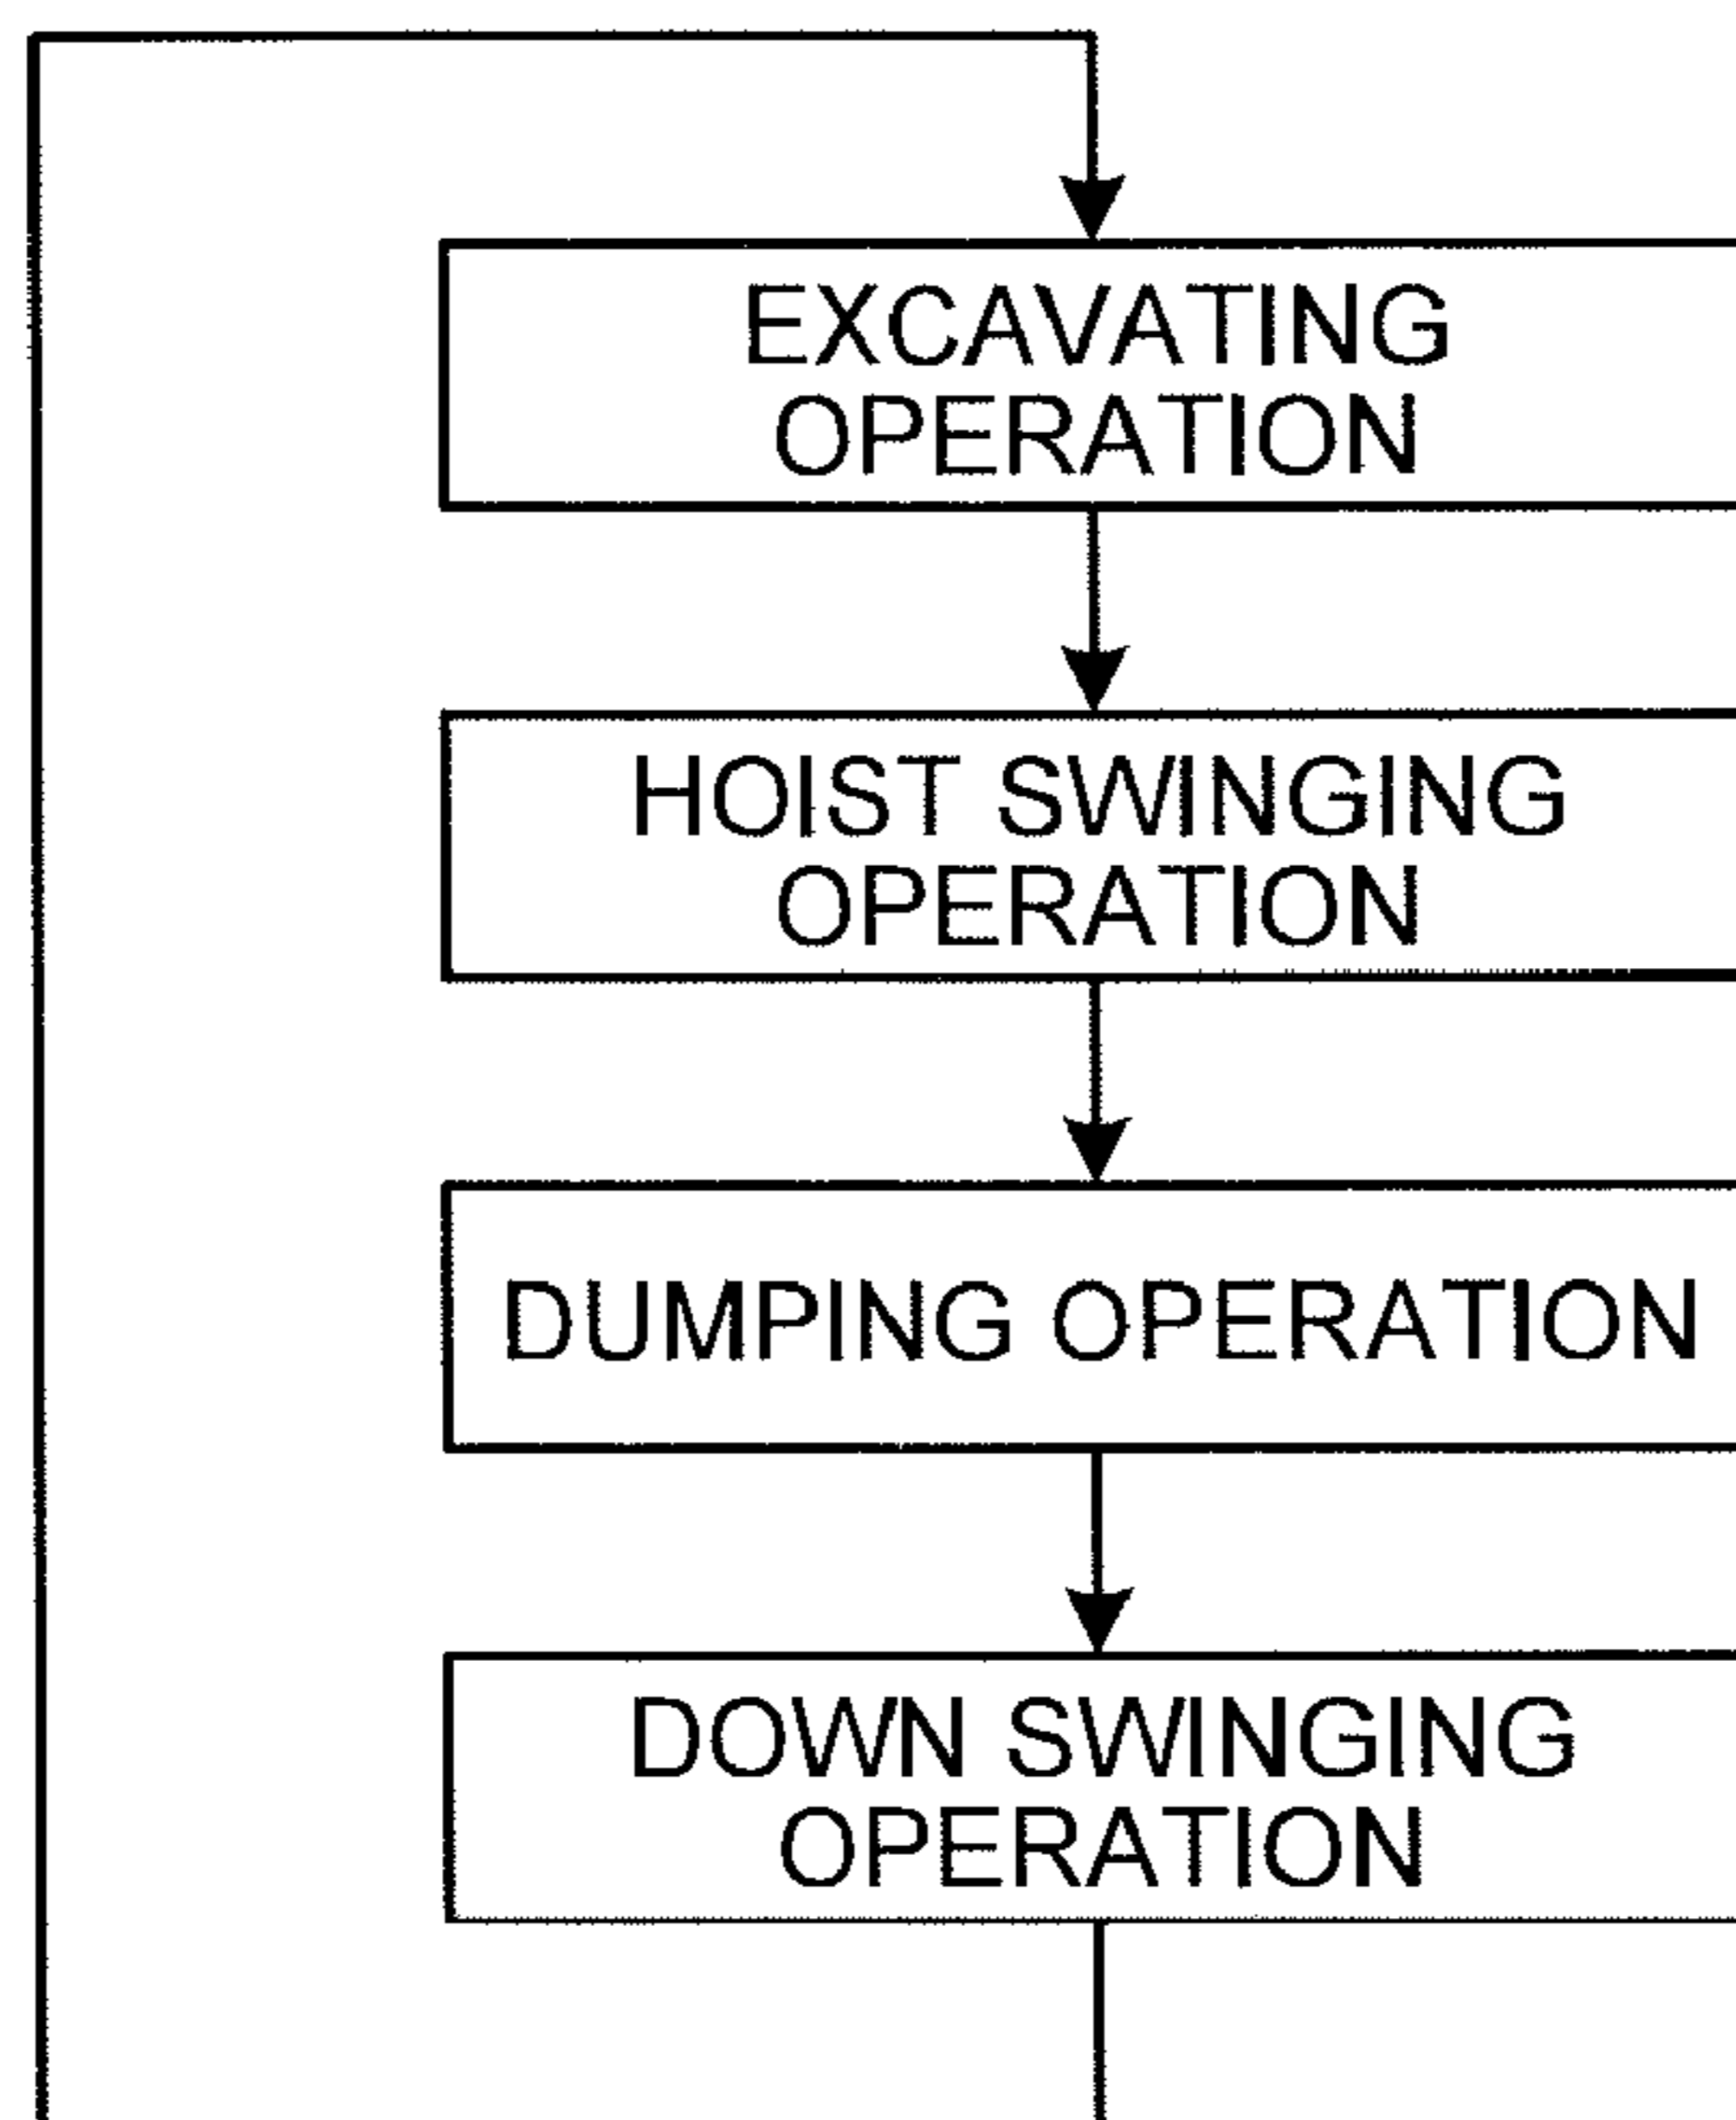 EXCAVATING
OPERATION
HOIST SWINGING
OPERATION
DUMPING OPERATION
DOWN SWINGING
OPERATION